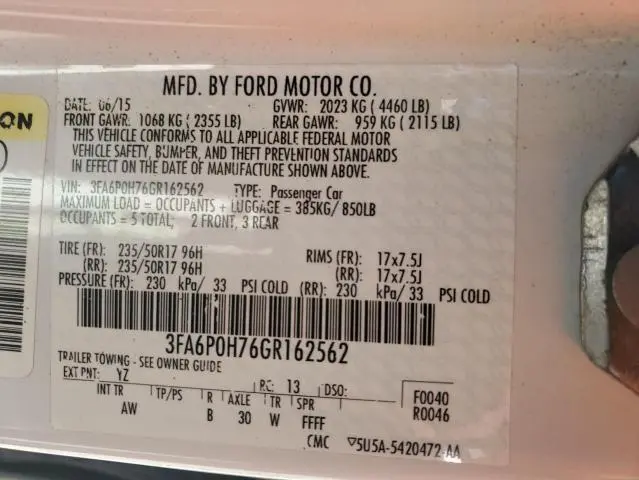 MFD. BY FORD MOTOR CO.
DATE: 06/15 GVWR: 2023 KG ( 4460 LB)
FRONT GAWR: 1068 KG ( 2355 LB) REAR GAWR: 959 KG ( 2115 LB)
THIS VEHICLE CONFORMS TO ALL APPLICABLE FEDERAL MOTOR
VEHICLE SAFETY, BUMPER, AND THEFT PREVENTION STANDARDS
IN EFFECT ON THE DATE OF MANUFACTURE SHOWN ABOVE.
VIN: 3FA6P0H76GR162562 TYPE: Passenger Car
MAXIMUM LOAD = OCCUPANTS + LUGGAGE = 385KG/ 850LB
OCCUPANTS = 5 TOTAL, 2 FRONT, 3 REAR
TIRE (FR): 235/50R17 96H RIMS (FR): 17x7.5J
(RR): 235/50R17 96H (RR): 17x7.5J
PRESSURE (FR): 230 kPa/ 33 PSI COLD (RR): 230 kPa/ 33 PSI COLD
3FA6P0H76GR162562
TRAILER TOWING - SEE OWNER GUIDE
EXT PNT: YZ RC: 13 DSO:
INT TR TP/PS R AXLE TR SPR F0040
AW B 30 W FFFF R0046
CMC 5U5A-5420472-AA
ON